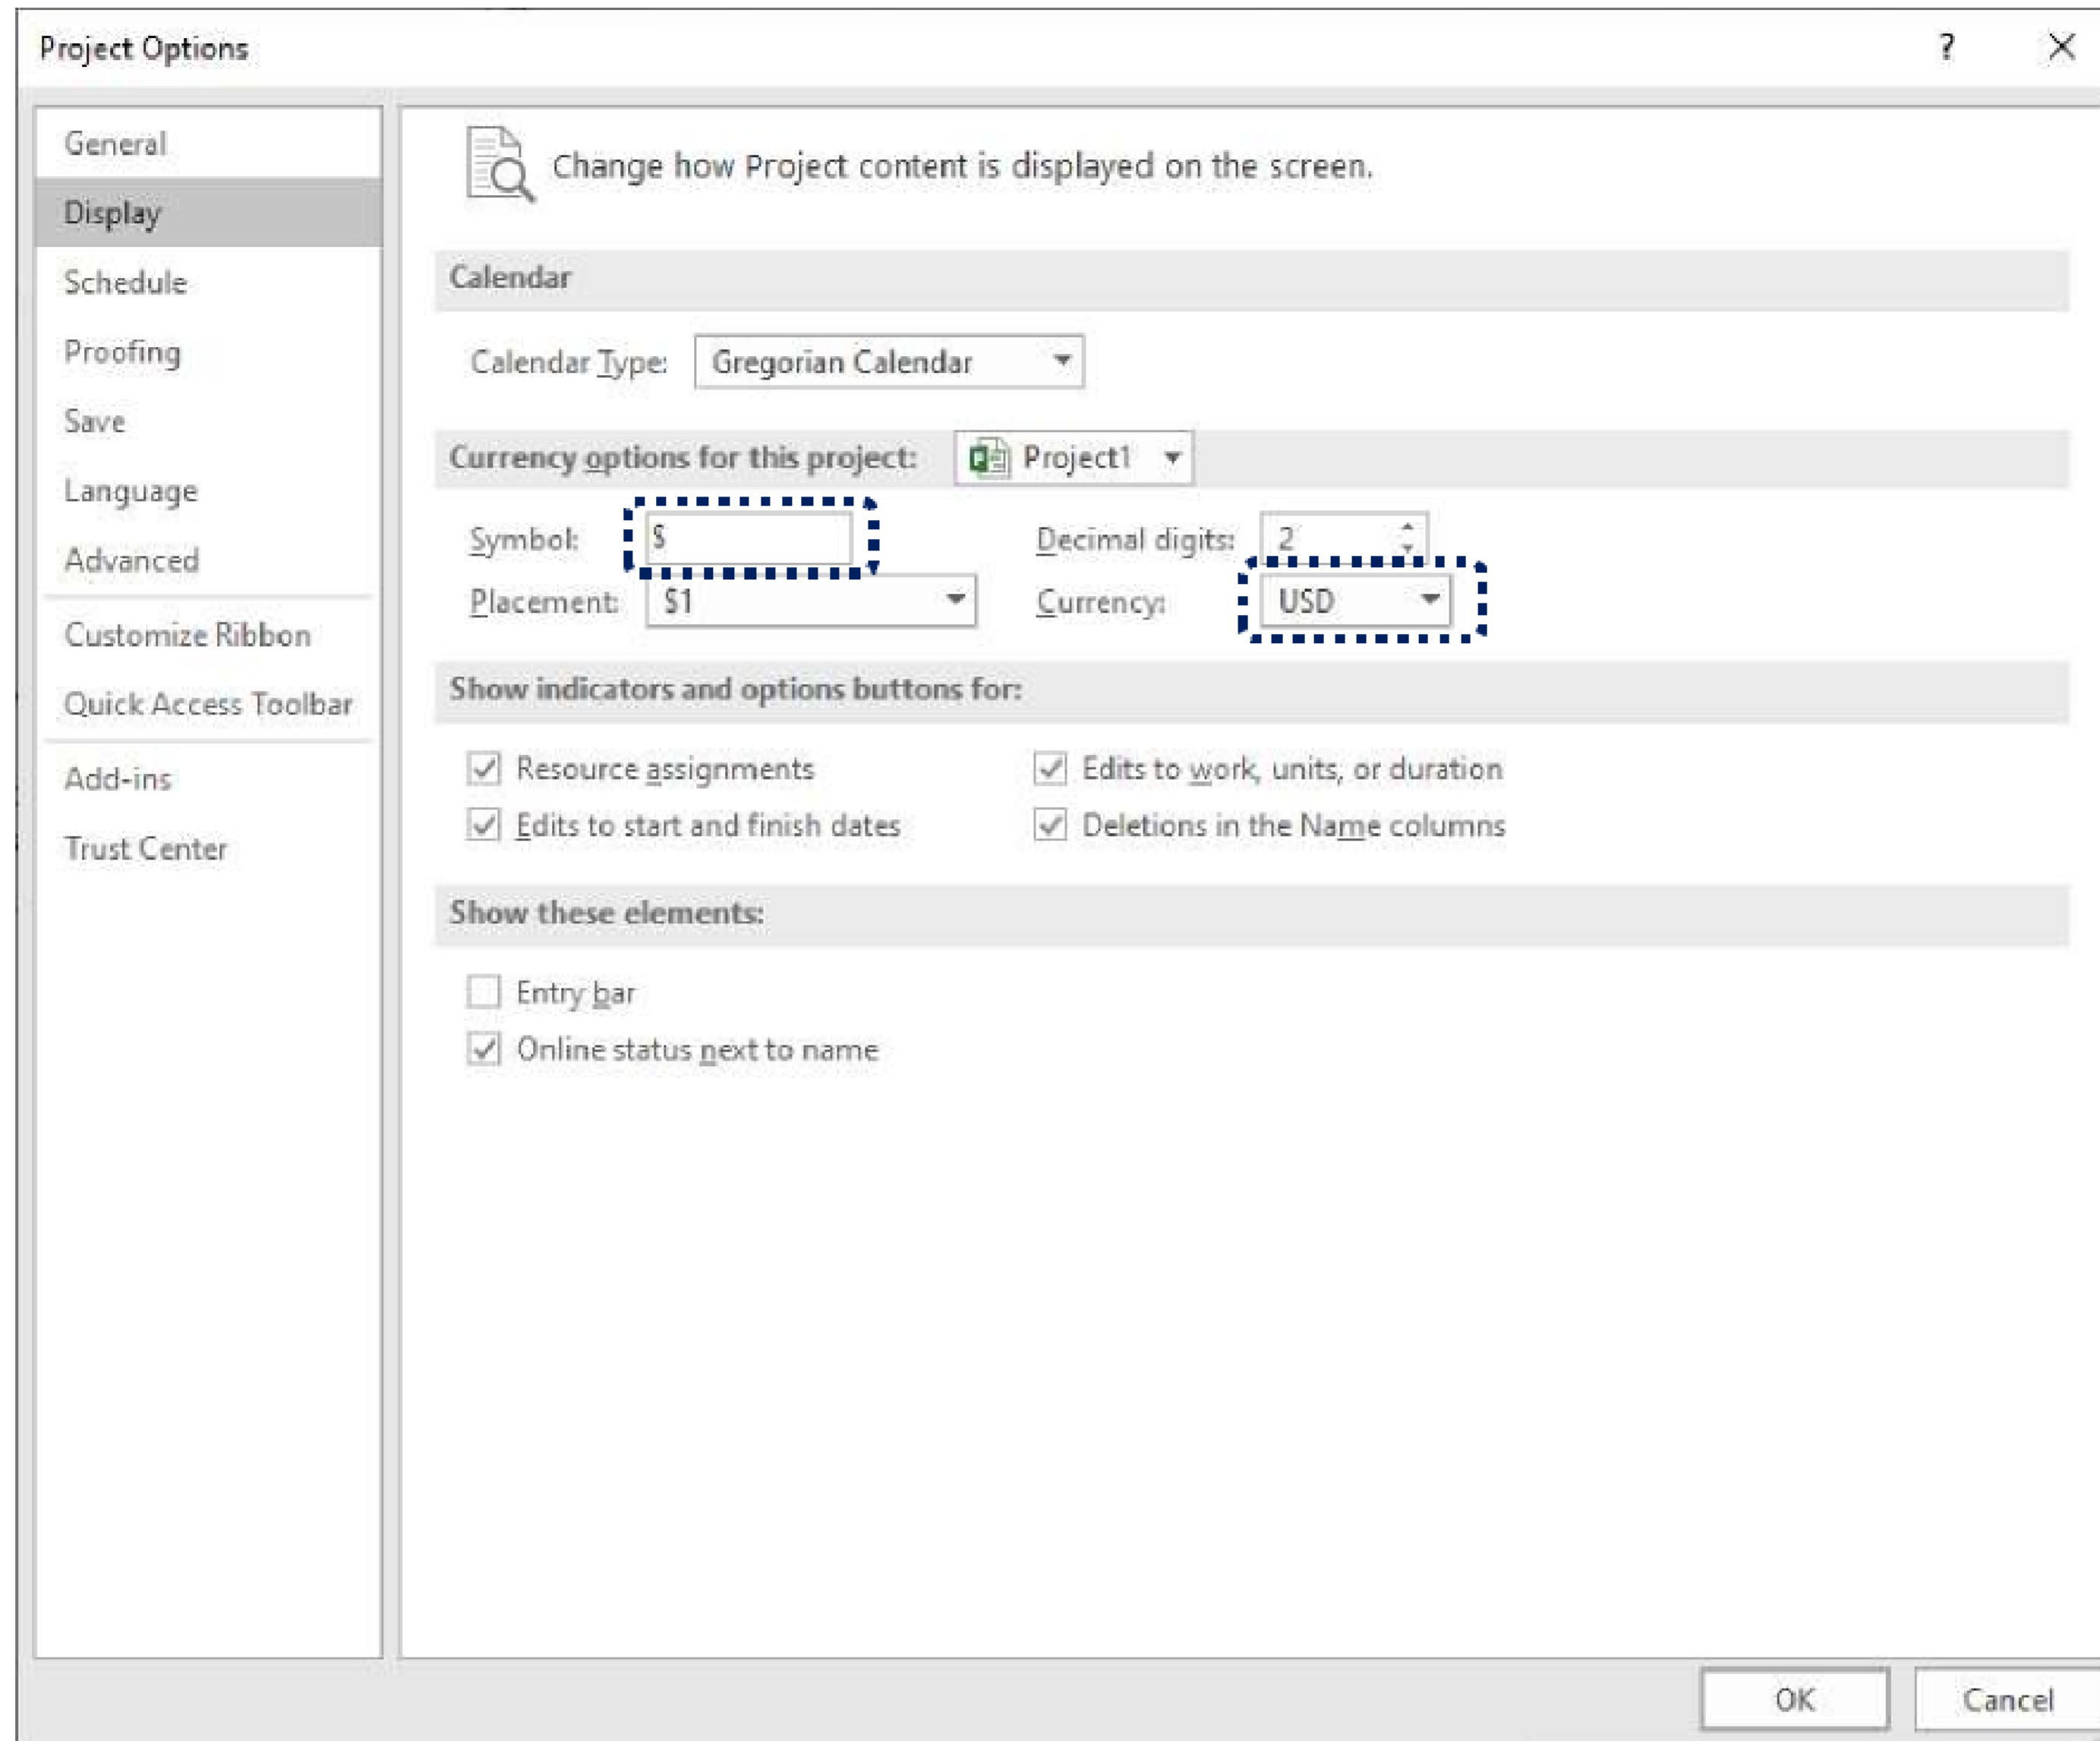 Project Options ?
General
Display
Schedule
Proofing
Save
Language
Advanced
Customize Ribbon
Quick Access Toolbar
Add-ins
Trust Center
Change how Project content is displayed on the screen.
Calendar
Calendar Type: Gregorian Calendar
Currency options for this project: Project1
Symbol: $ Decimal digits: 2
Placement: $1 Currency: USD
Show indicators and options buttons for:
Resource assignments Edits to work, units, or duration
Edits to start and finish dates Deletions in the Name columns
Show these elements:
Entry bar
Online status next to name
OK Cancel